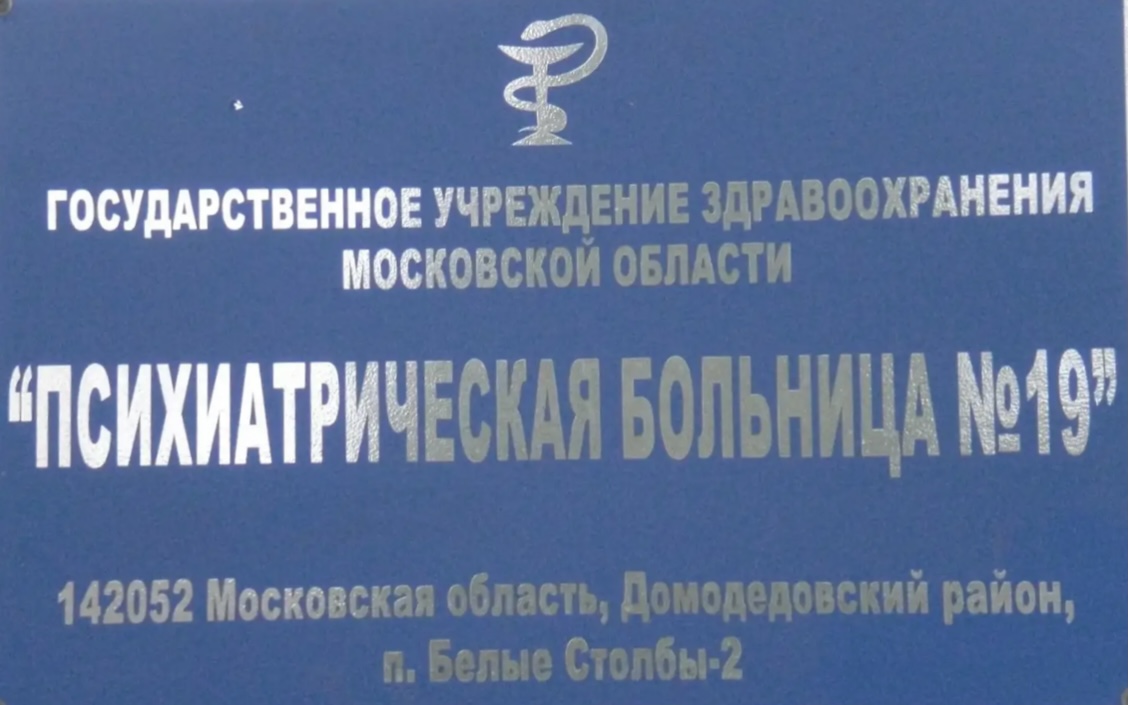 ГОСУДАРСТВЕННОЕ УЧРЕЖДЕНИЕ ЗДРАВООХРАНЕНИЯ
МОСКОВСКОЙ ОБЛАСТИ
“ПСИХИАТРИЧЕСКАЯ БОЛЬНИЦА №19”
142052 Московская область, Домодедовский район,
п. Белые Столбы-2